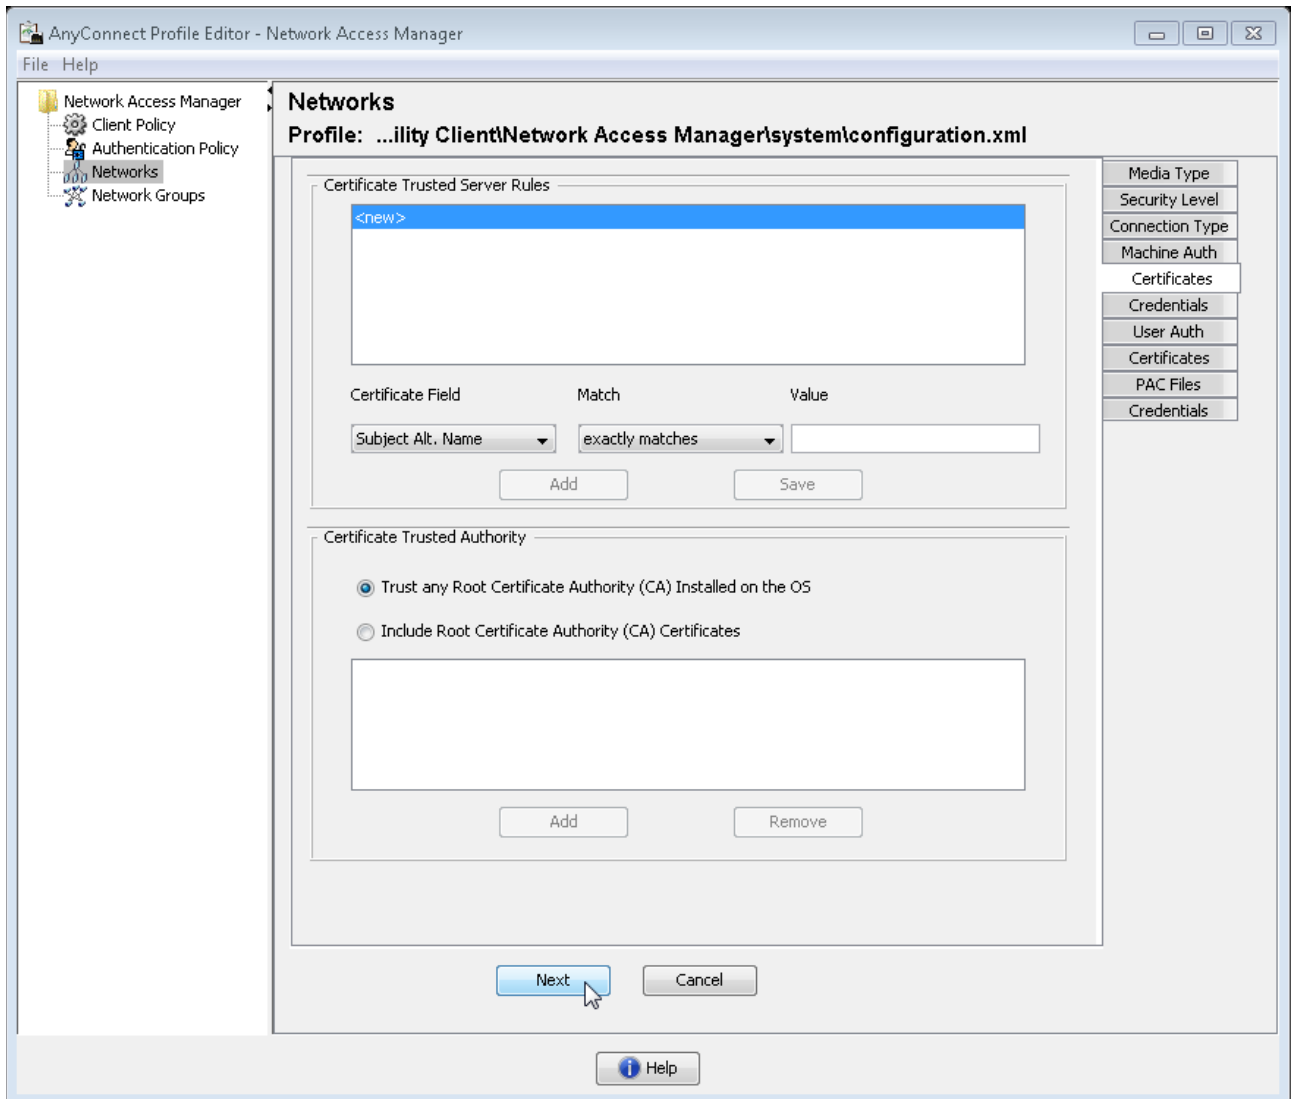 AnyConnect Profile Editor - Network Access Manager
File Help
Network Access Manager
Client Policy
Authentication Policy
Networks
Network Groups
Networks
Profile: ...ility Client\Network Access Manager\system\configuration.xml
Certificate Trusted Server Rules
<new>
Certificate Field Match Value
Subject Alt. Name exactly matches
Add Save
Certificate Trusted Authority
Trust any Root Certificate Authority (CA) Installed on the OS
Include Root Certificate Authority (CA) Certificates
Add Remove
Media Type
Security Level
Connection Type
Machine Auth
Certificates
Credentials
User Auth
Certificates
PAC Files
Credentials
Next Cancel
Help